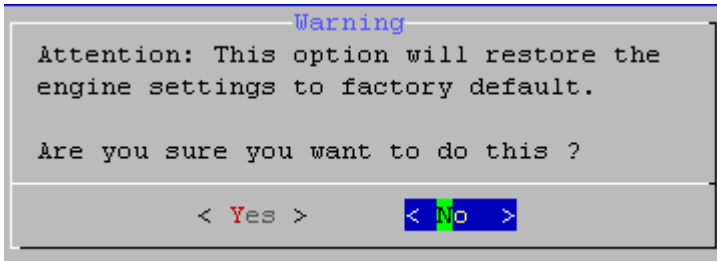 Warning
Attention: This option will restore the
engine settings to factory default.
Are you sure you want to do this ?
< Yes > < No >